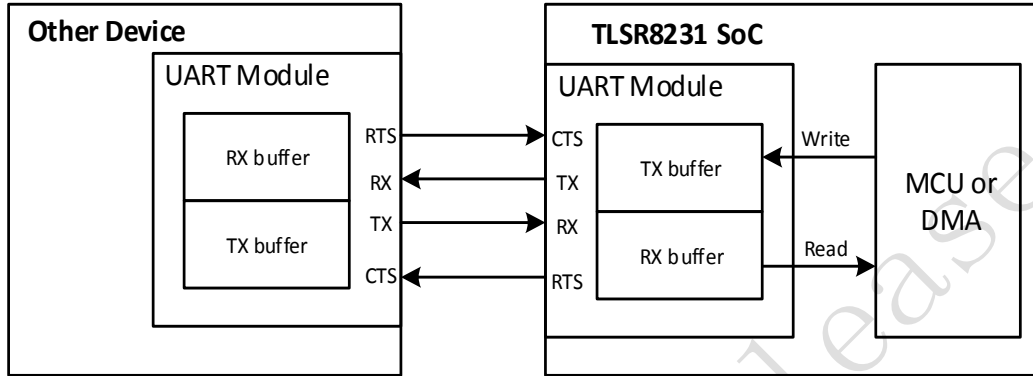 Other Device
TLSR8231 SoC
UART Module
UART Module
RX buffer
TX buffer
RTS
RX
TX
CTS
CTS
TX
RX
RTS
TX buffer
RX buffer
Write
Read
MCU or
DMA
lease